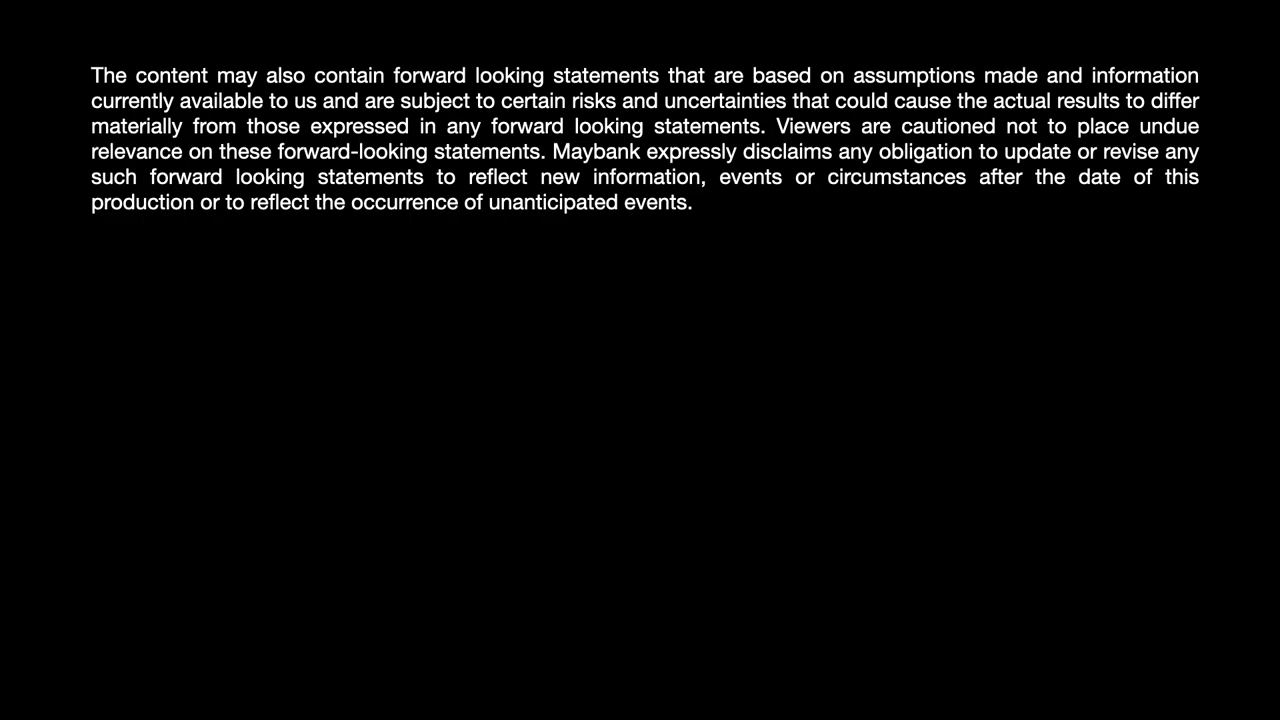 The content may also contain forward looking statements that are based on assumptions made and information
currently available to us and are subject to certain risks and uncertainties that could cause the actual results to differ
materially from those expressed in any forward looking statements. Viewers are cautioned not to place undue
relevance on these forward-looking statements. Maybank expressly disclaims any obligation to update or revise any
such forward looking statements to reflect new information, events or circumstances after the date of this
production or to reflect the occurrence of unanticipated events.